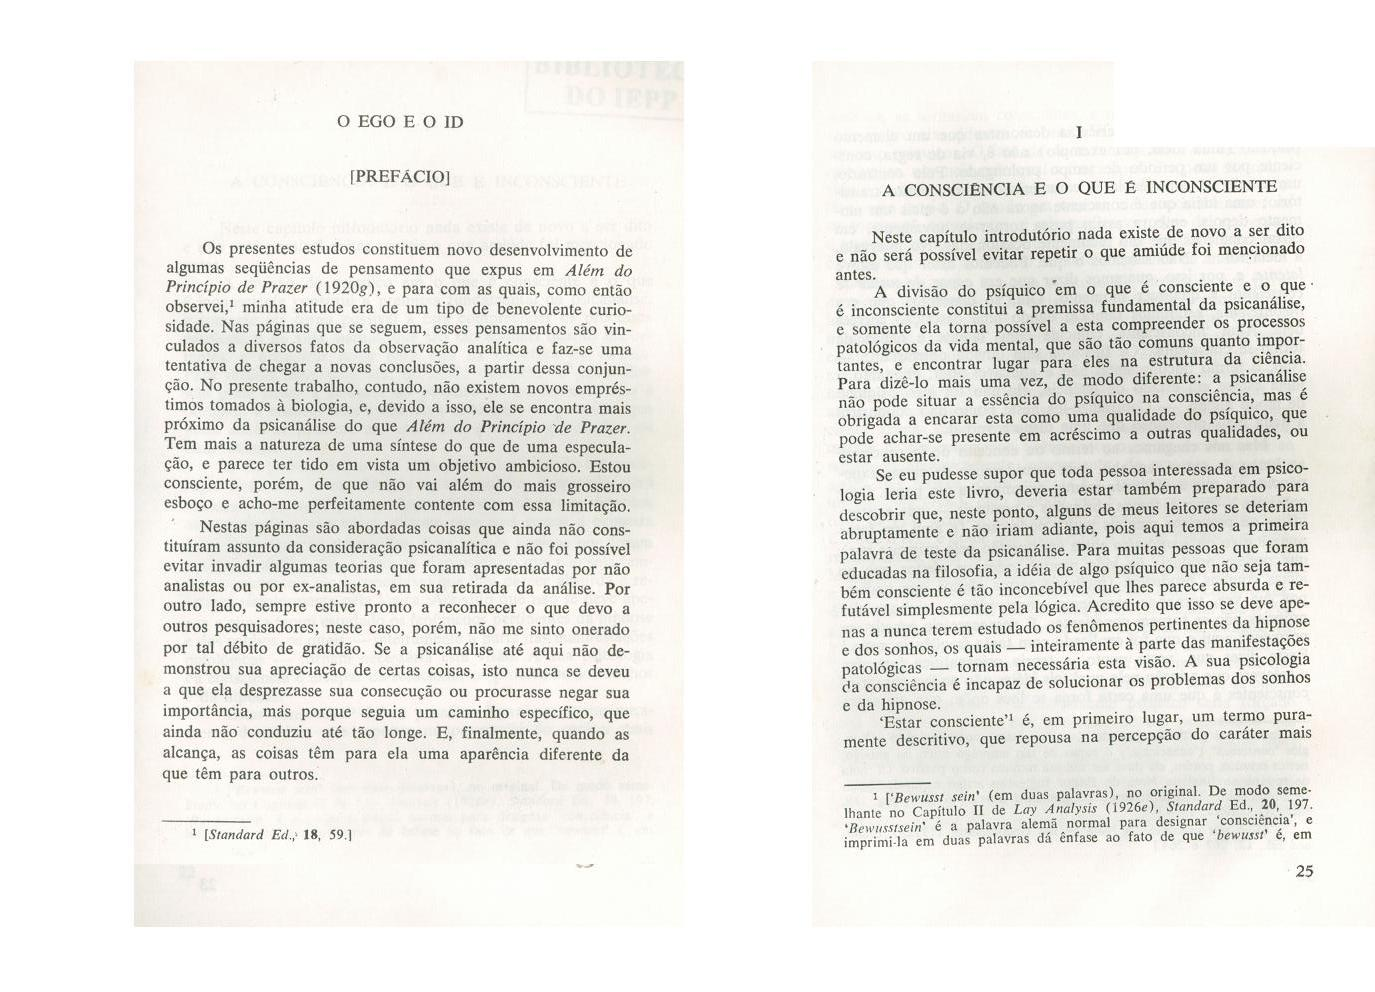 BIBLIOTEC
DO IEPP
O EGO E O ID
[PREFÁCIO]
Os presentes estudos constituem novo desenvolvimento de
algumas seqüências de pensamento que expus em Além do
Princípio de Prazer (1920g), e para com as quais, como então
observei,¹ minha atitude era de um tipo de benevolente curio-
sidade. Nas páginas que se seguem, esses pensamentos são vin-
culados a diversos fatos da observação analítica e faz-se uma
tentativa de chegar a novas conclusões, a partir dessa conjun-
ção. No presente trabalho, contudo, não existem novos emprés-
timos tomados à biologia, e, devido a isso, ele se encontra mais
próximo da psicanálise do que Além do Princípio de Prazer.
Tem mais a natureza de uma síntese do que de uma especula-
ção, e parece ter tido em vista um objetivo ambicioso. Estou
consciente, porém, de que não vai além do mais grosseiro
esboço e acho-me perfeitamente contente com essa limitação.
Nestas páginas são abordadas coisas que ainda não cons-
tituíram assunto da consideração psicanalítica e não foi possível
evitar invadir algumas teorias que foram apresentadas por não
analistas ou por ex-analistas, em sua retirada da análise. Por
outro lado, sempre estive pronto a reconhecer o que devo a
outros pesquisadores; neste caso, porém, não me sinto onerado
por tal débito de gratidão. Se a psicanálise até aqui não de-
monstrou sua apreciação de certas coisas, isto nunca se deveu
a que ela desprezasse sua consecução ou procurasse negar sua
importância, mas porque seguia um caminho específico, que
ainda não conduziu até tão longe. E, finalmente, quando as
alcança, as coisas têm para ela uma aparência diferente da
que têm para outros.
¹ [Standard Ed., 18, 59.]
I
A CONSCIÊNCIA E O QUE É INCONSCIENTE
Neste capítulo introdutório nada existe de novo a ser dito
e não será possível evitar repetir o que amiúde foi mencionado
antes.
A divisão do psíquico em o que é consciente e o que
é inconsciente constitui a premissa fundamental da psicanálise,
e somente ela torna possível a esta compreender os processos
patológicos da vida mental, que são tão comuns quanto impor-
tantes, e encontrar lugar para eles na estrutura da ciência.
Para dizê-lo mais uma vez, de modo diferente: a psicanálise
não pode situar a essência do psíquico na consciência, mas é
obrigada a encarar esta como uma qualidade do psíquico, que
pode achar-se presente em acréscimo a outras qualidades, ou
estar ausente.
Se eu pudesse supor que toda pessoa interessada em psico-
logia leria este livro, deveria estar também preparado para
descobrir que, neste ponto, alguns de meus leitores se deteriam
abruptamente e não iriam adiante, pois aqui temos a primeira
palavra de teste da psicanálise. Para muitas pessoas que foram
educadas na filosofia, a idéia de algo psíquico que não seja tam-
bém consciente é tão inconcebível que lhes parece absurda e re-
futável simplesmente pela lógica. Acredito que isso se deve ape-
nas a nunca terem estudado os fenômenos pertinentes da hipnose
e dos sonhos, os quais — inteiramente à parte das manifestações
patológicas — tornam necessária esta visão. A sua psicologia
da consciência é incapaz de solucionar os problemas dos sonhos
e da hipnose.
'Estar consciente'¹ é, em primeiro lugar, um termo pura-
mente descritivo, que repousa na percepção do caráter mais
¹ ['Bewusst sein' (em duas palavras), no original. De modo seme-
lhante no Capítulo II de Lay Analysis (1926e), Standard Ed., 20, 197.
'Bewusstsein' é a palavra alemã normal para designar 'consciência', e
imprimi-la em duas palavras dá ênfase ao fato de que 'bewusst' é, em
25